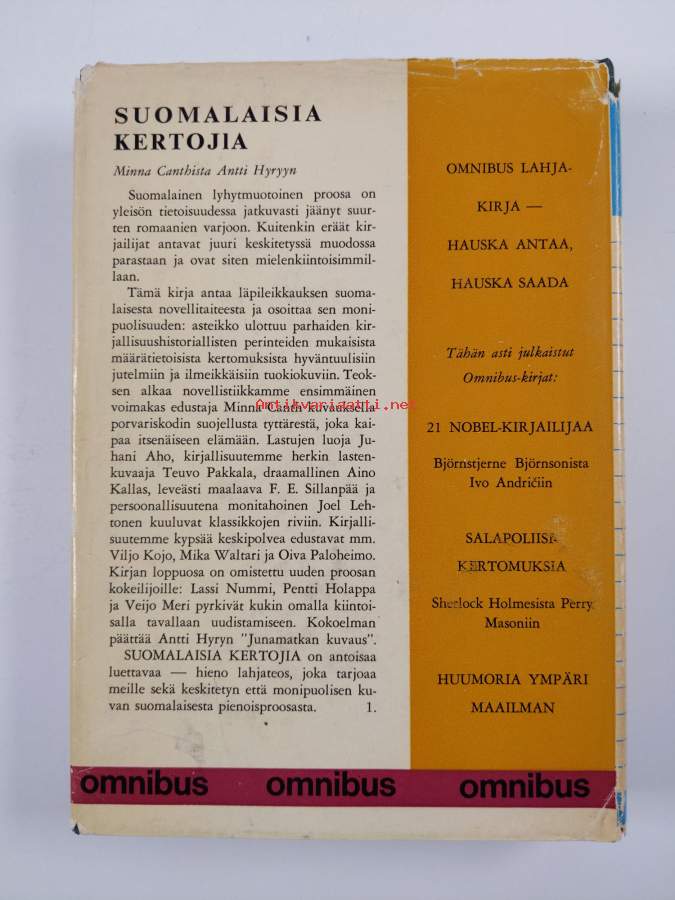 SUOMALAISIA
KERTOJIA
Minna Canthista Antti Hyryyn
Suomalainen lyhytmuotoinen proosa on
yleisön tietoisuudessa jatkuvasti jäänyt suur-
ten romaanien varjoon. Kuitenkin eräät kir-
jailijat antavat juuri keskitetyssä muodossa
parastaan ja ovat siten mielenkiintoisimmil-
laan.
Tämä kirja antaa läpileikkauksen suoma-
laisesta novellitaiteesta ja osoittaa sen moni-
puolisuuden: asteikko ulottuu parhaiden kir-
jallisuushistoriallisten perinteiden mukaisista
määrätietoisista kertomuksista hyväntuulisiin
jutelmiin ja ilmeikkäisiin tuokiokuviin. Teok-
sen alkaa novellistiikkamme ensimmäinen
voimakas edustaja Minna Canth kuvauksella
porvariskodin suojellusta tyttärestä, joka kai-
paa itsenäiseen elämään. Lastujen luoja Ju-
hani Aho, kirjallisuutemme herkin lasten-
kuvaaja Teuvo Pakkala, draamallinen Aino
Kallas, leveästi maalaava F. E. Sillanpää ja
persoonallisuutena monitahoinen Joel Leh-
tonen kuuluvat klassikkojen riviin. Kirjalli-
suutemme kypsää keskipolvea edustavat mm.
Viljo Kojo, Mika Waltari ja Oiva Paloheimo.
Kirjan loppuosa on omistettu uuden proosan
kokeilijoille: Lassi Nummi, Pentti Holappa
ja Veijo Meri pyrkivät kukin omalla kiintoi-
salla tavallaan uudistamiseen. Kokoelman
päättää Antti Hyryn "Junamatkan kuvaus".
SUOMALAISIA KERTOJIA on antoisaa
luettavaa — hieno lahjateos, joka tarjoaa
meille sekä keskitetyn että monipuolisen ku-
van suomalaisesta pienoisproosasta. 1.
OMNIBUS LAHJA-
KIRJA —
HAUSKA ANTAA,
HAUSKA SAADA
Tähän asti julkaistut
Omnibus-kirjat:
21 NOBEL-KIRJAILIJAA
Björnstjerne Björnsonista
Ivo Andrićiin
SALAPOLIISI-
KERTOMUKSIA
Sherlock Holmesista Perry
Masoniin
HUUMORIA YMPÄRI
MAAILMAN
omnibus omnibus omnibus
Antikvariaatti.net